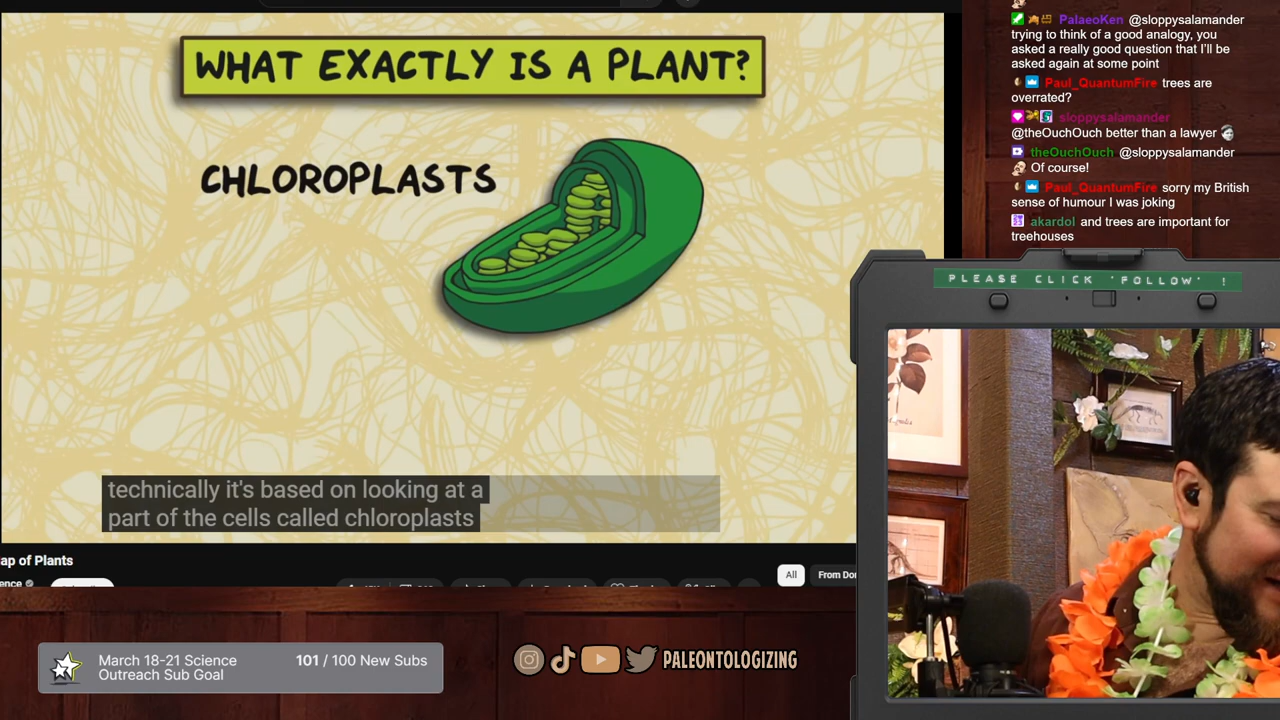 WHAT EXACTLY IS A PLANT?
CHLOROPLASTS
technically it's based on looking at a
part of the cells called chloroplasts
ap of Plants
ence
All
From Dor
March 18-21 Science
Outreach Sub Goal
101 / 100 New Subs
PALEONTOLOGIZING
PalaeoKen @sloppysalamander
trying to think of a good analogy, you
asked a really good question that I'll be
asked again at some point
Paul_QuantumFire trees are
overrated?
sloppysalamander
@theOuchOuch better than a lawyer
theOuchOuch @sloppysalamander
Of course!
Paul_QuantumFire sorry my British
sense of humour I was joking
akardol and trees are important for
treehouses
PLEASE CLICK 'FOLLOW' !